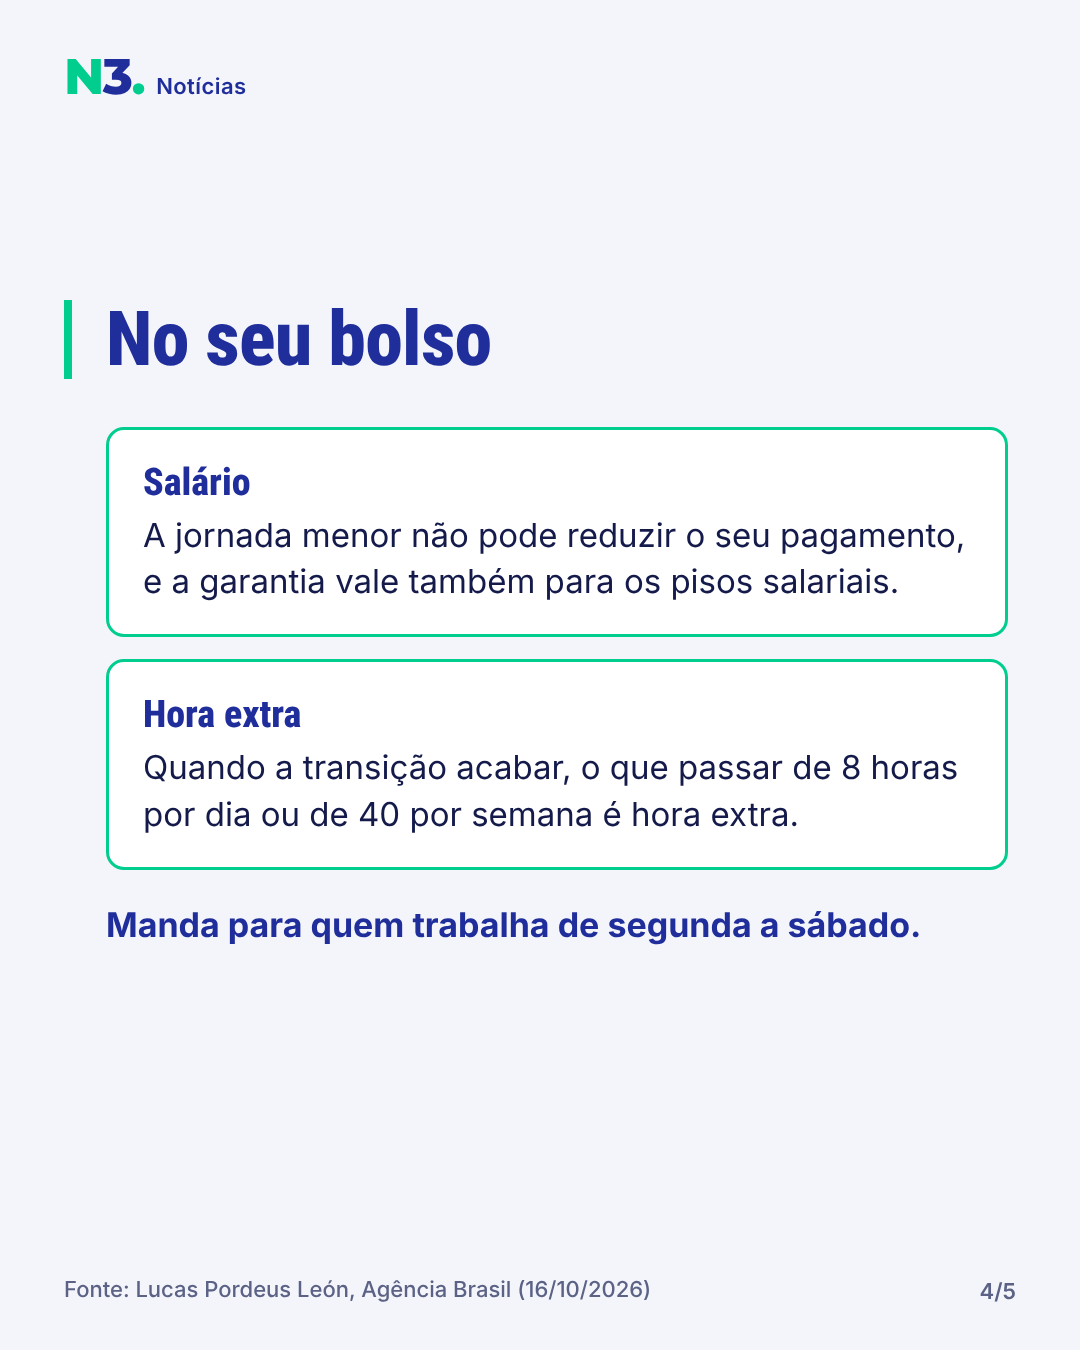 N3. Notícias
No seu bolso
Salário
A jornada menor não pode reduzir o seu pagamento,
e a garantia vale também para os pisos salariais.
Hora extra
Quando a transição acabar, o que passar de 8 horas
por dia ou de 40 por semana é hora extra.
Manda para quem trabalha de segunda a sábado.
Fonte: Lucas Pordeus León, Agência Brasil (16/10/2026)
4/5